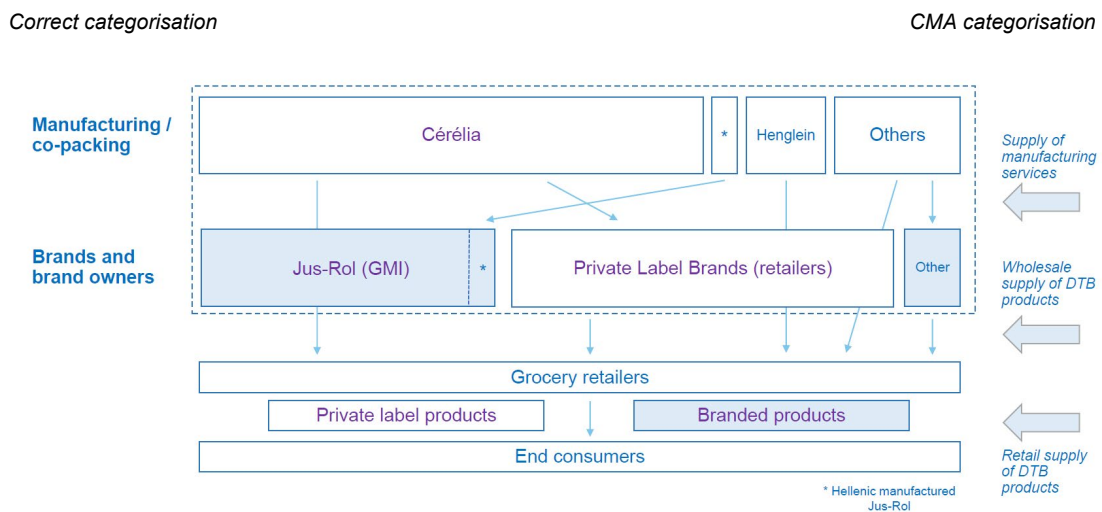 Correct categorisation
CMA categorisation
Manufacturing /
co-packing
Cérélia
*
Henglein
Others
Supply of
manufacturing
services
Brands and
brand owners
Jus-Rol (GMI)
*
Private Label Brands (retailers)
Other
Wholesale
supply of DTB
products
Grocery retailers
Private label products
Branded products
End consumers
Retail supply
of DTB
products
* Hellenic manufactured
Jus-Rol